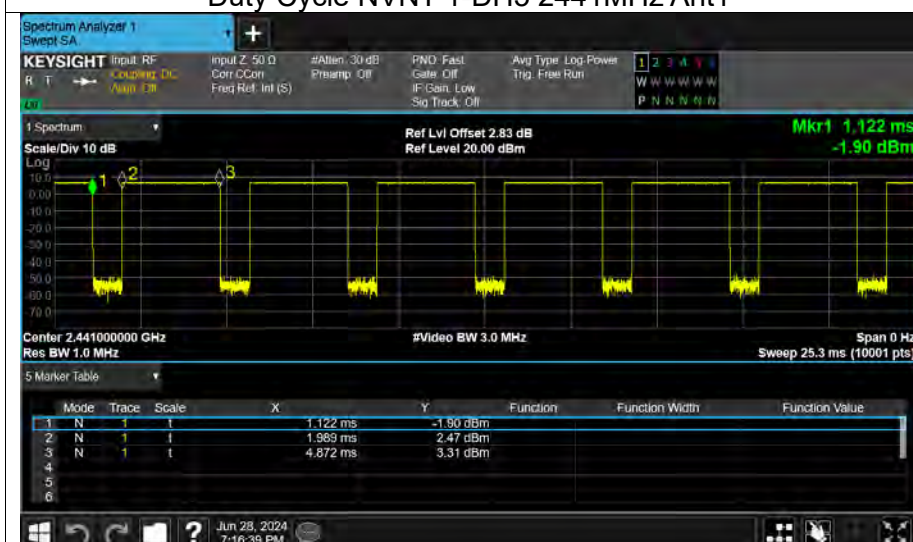 Duty Cycle NVNT 1-DH5 2441MHz Ant1
Spectrum Analyzer 1
Swept SA
+
KEYSIGHT Input: RF Input Z: 50 Ω #Atten: 30 dB PNO: Fast Avg Type: Log-Power 1 2 3 4 5 6
R T Coupling: DC Corr CCorr Preamp: Off Gate: Off Trig: Free Run W W W W W W
Align: Off Freq Ref: Int (S) IF Gain: Low
Sig Track: Off P N N N N N
1 Spectrum Ref Lvl Offset 2.83 dB Mkr1 1.122 ms
Scale/Div 10 dB Ref Level 20.00 dBm -1.90 dBm
Log
1 2 3
10.0
0.00
-10.0
-20.0
-30.0
-40.0
-50.0
-60.0
-70.0
Center 2.441000000 GHz #Video BW 3.0 MHz Span 0 Hz
Res BW 1.0 MHz Sweep 25.3 ms (10001 pts)
5 Marker Table
Mode Trace Scale X Y Function Function Width Function Value
1 N 1 t 1.122 ms -1.90 dBm
2 N 1 t 1.989 ms 2.47 dBm
3 N 1 t 4.872 ms 3.31 dBm
4
5
6
? Jun 28, 2024
7:16:39 PM